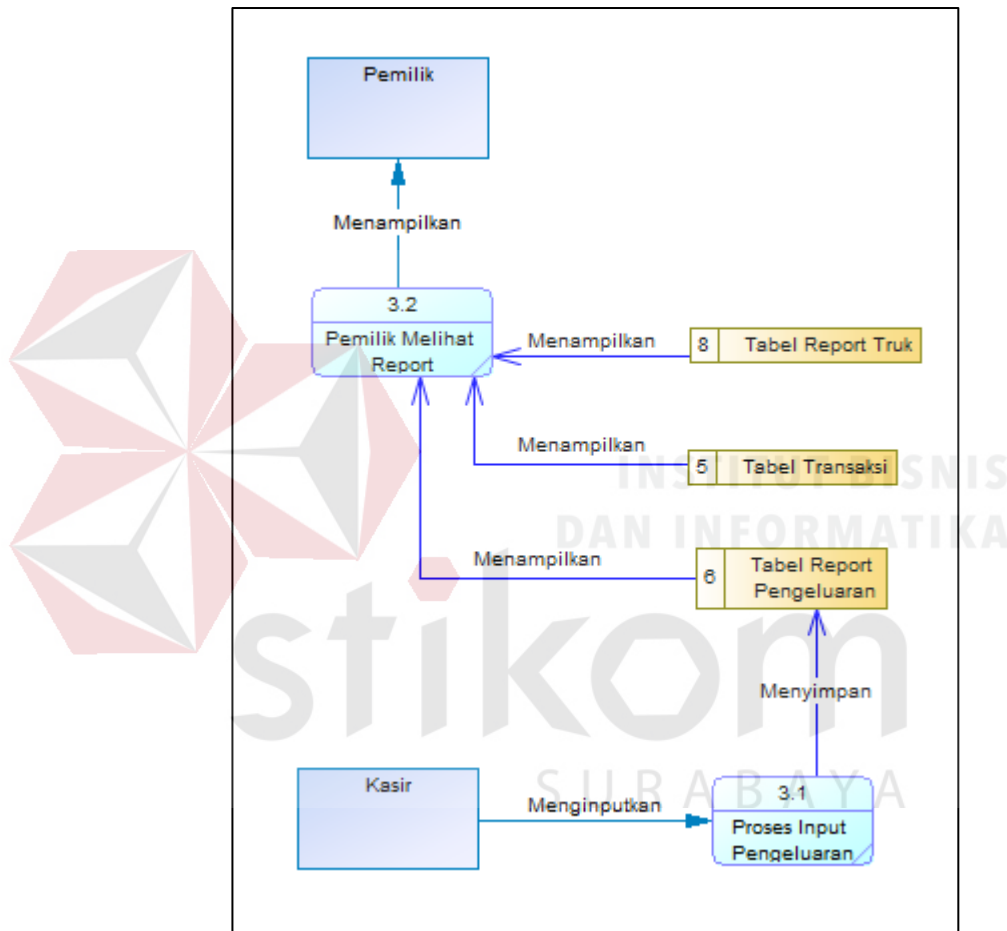 Pemilik
Menampilkan
3.2
Pemilik Melihat
Report
Menampilkan
8 Tabel Report Truk
Menampilkan
5 Tabel Transaksi
INSTITUT BISNIS
DAN INFORMATIKA
Menampilkan
6 Tabel Report
Pengeluaran
stikom
Menyimpan
SURABAYA
Kasir
Menginputkan
3.1
Proses Input
Pengeluaran